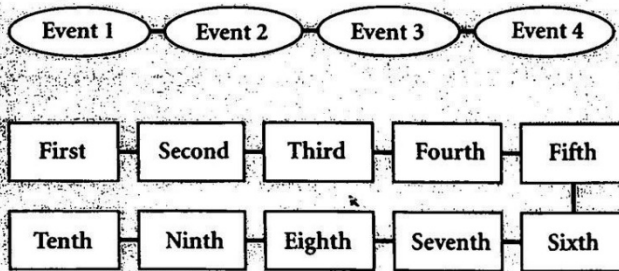 Event 1 Event 2 Event 3 Event 4
First Second Third Fourth Fifth
Tenth Ninth Eighth Seventh Sixth